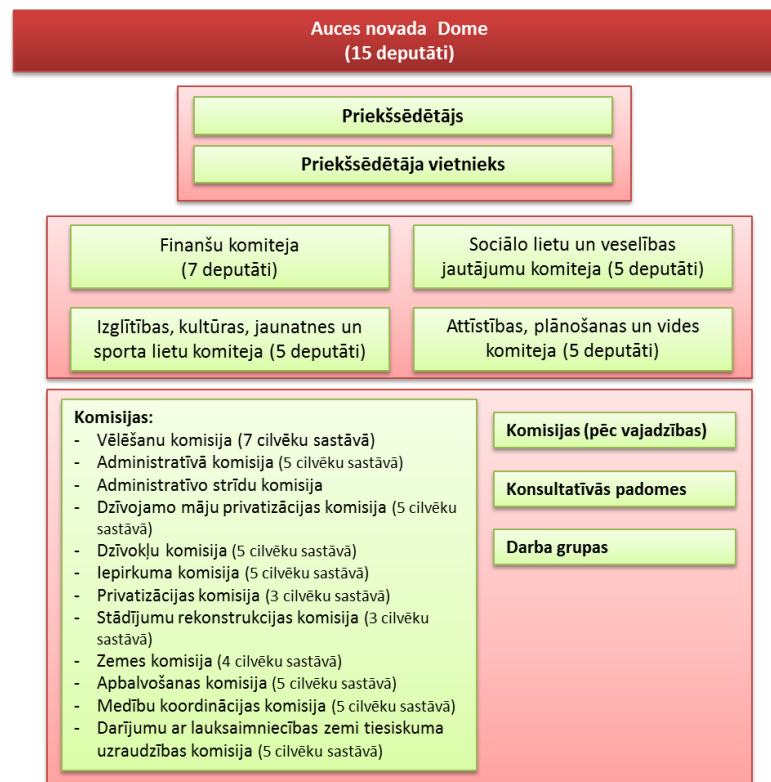 Auces novada Dome
(15 deputāti)
Priekšsēdētājs
Priekšsēdētāja vietnieks
Finanšu komiteja
(7 deputāti)
Sociālo lietu un veselības
jautājumu komiteja (5 deputāti)
Izglītības, kultūras, jaunatnes un
sporta lietu komiteja (5 deputāti)
Attīstības, plānošanas un vides
komiteja (5 deputāti)
Komisijas:
- Vēlēšanu komisija (7 cilvēku sastāvā)
- Administratīvā komisija (5 cilvēku sastāvā)
- Administratīvo strīdu komisija
- Dzīvojamo māju privatizācijas komisija (5 cilvēku
sastāvā)
- Dzīvokļu komisija (5 cilvēku sastāvā)
- Iepirkuma komisija (5 cilvēku sastāvā)
- Privatizācijas komisija (3 cilvēku sastāvā)
- Stādījumu rekonstrukcijas komisija (3 cilvēku
sastāvā)
- Zemes komisija (4 cilvēku sastāvā)
- Apbalvošanas komisija (5 cilvēku sastāvā)
- Medību koordinācijas komisija (5 cilvēku sastāvā)
- Darījumu ar lauksaimniecības zemi tiesiskuma
uzraudzības komisija (5 cilvēku sastāvā)
Komisijas (pēc vajadzības)
Konsultatīvās padomes
Darba grupas